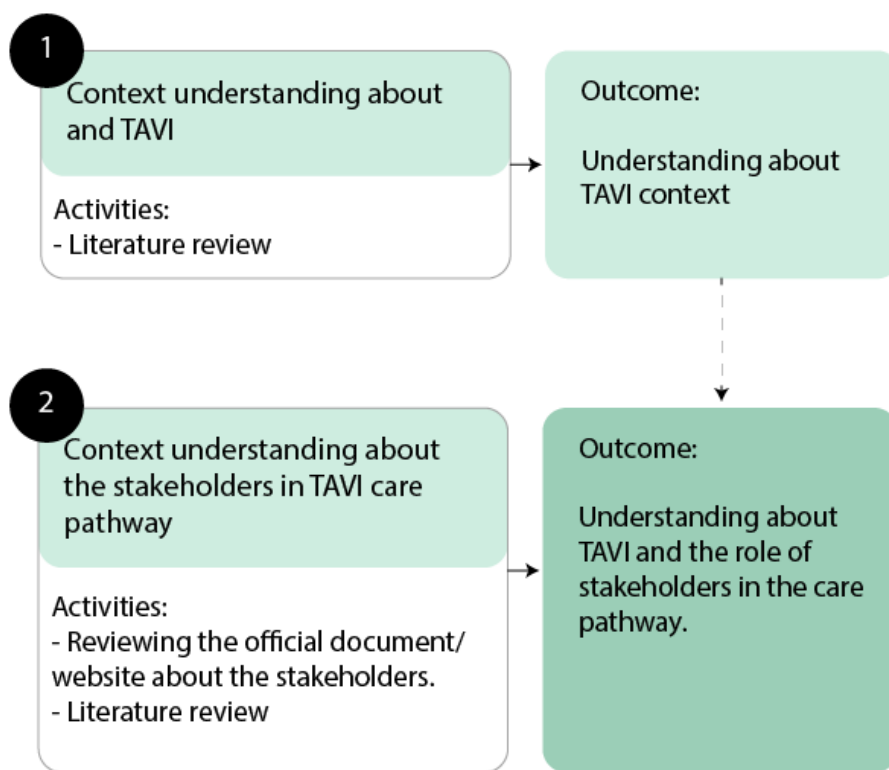 1
Context understanding about
and TAVI
Activities:
- Literature review
Outcome:
Understanding about
TAVI context
2
Context understanding about
the stakeholders in TAVI care
pathway
Activities:
- Reviewing the official document/
website about the stakeholders.
- Literature review
Outcome:
Understanding about
TAVI and the role of
stakeholders in the care
pathway.